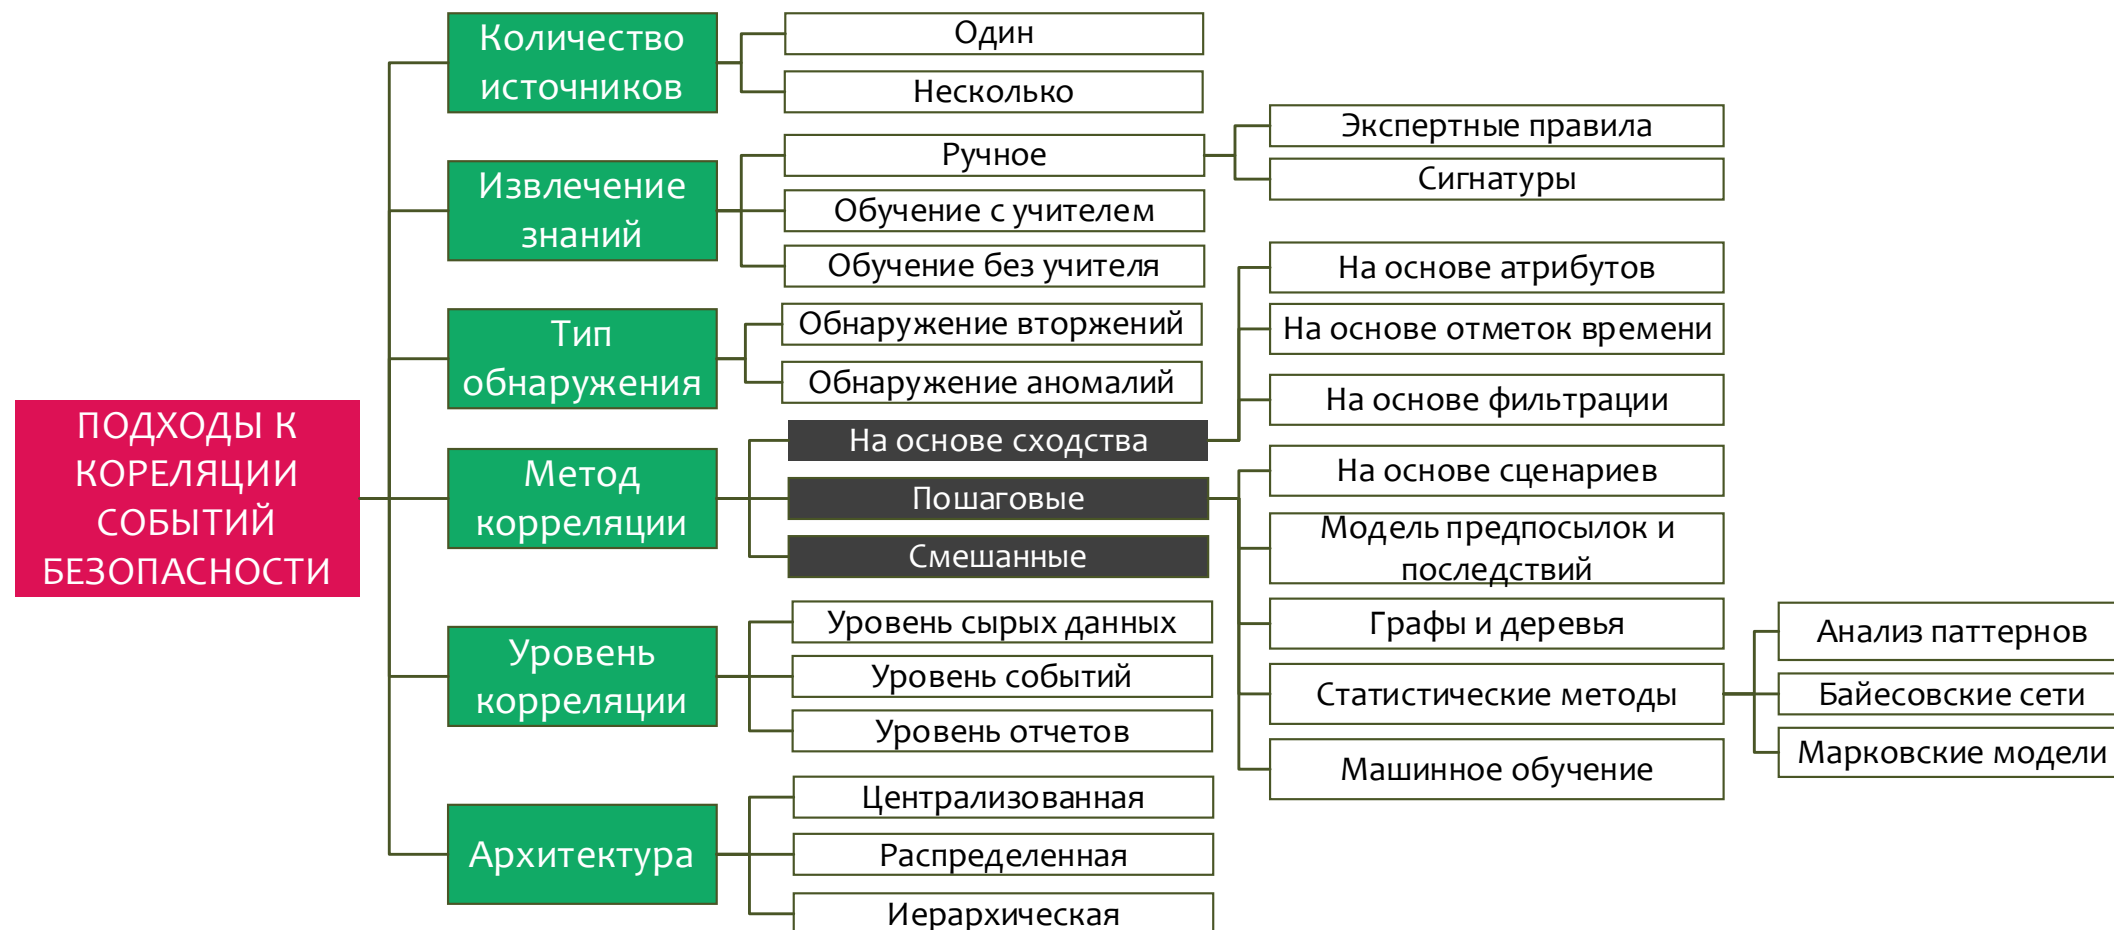 ПОДХОДЫ К
КОРЕЛЯЦИИ
СОБЫТИЙ
БЕЗОПАСНОСТИ
Количество
источников
Один
Несколько
Извлечение
знаний
Ручное
Экспертные правила
Сигнатуры
Обучение с учителем
Обучение без учителя
Тип
обнаружения
Обнаружение вторжений
Обнаружение аномалий
Метод
корреляции
На основе сходства
На основе атрибутов
На основе отметок времени
На основе фильтрации
Пошаговые
На основе сценариев
Модель предпосылок и
последствий
Графы и деревья
Статистические методы
Анализ паттернов
Байесовские сети
Марковские модели
Машинное обучение
Смешанные
Уровень
корреляции
Уровень сырых данных
Уровень событий
Уровень отчетов
Архитектура
Централизованная
Распределенная
Иерархическая